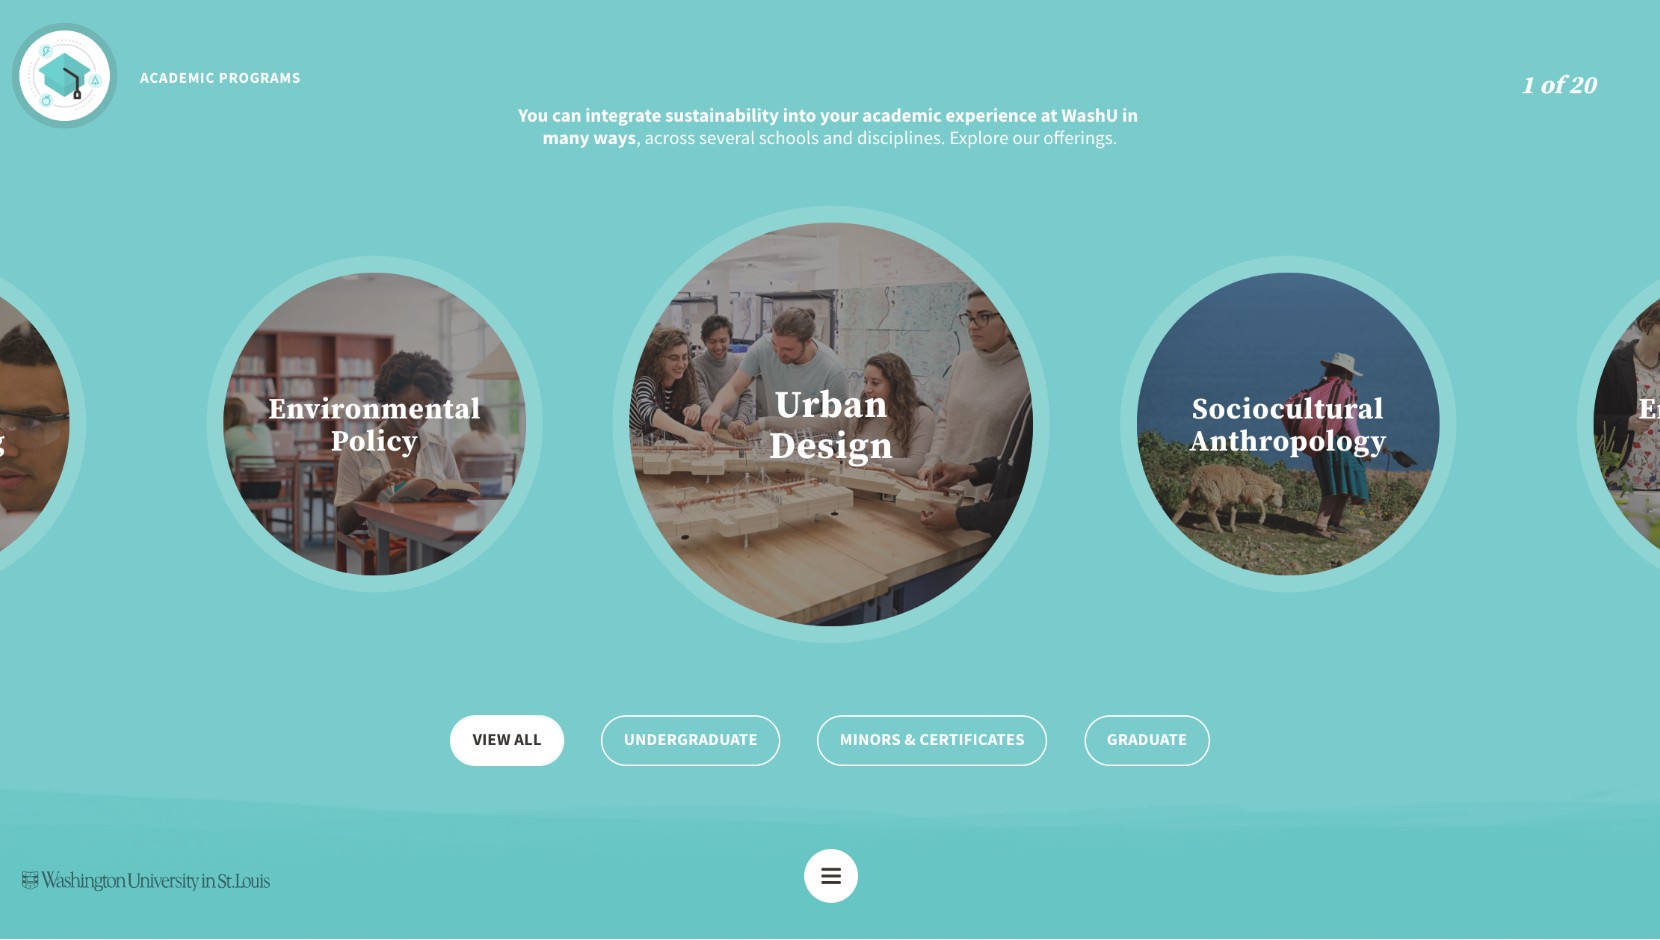 ACADEMIC PROGRAMS
1 of 20
You can integrate sustainability into your academic experience at WashU in
many ways, across several schools and disciplines. Explore our offerings.
Environmental
Policy
Urban
Design
Sociocultural
Anthropology
VIEW ALL
UNDERGRADUATE
MINORS & CERTIFICATES
GRADUATE
Washington University in St. Louis